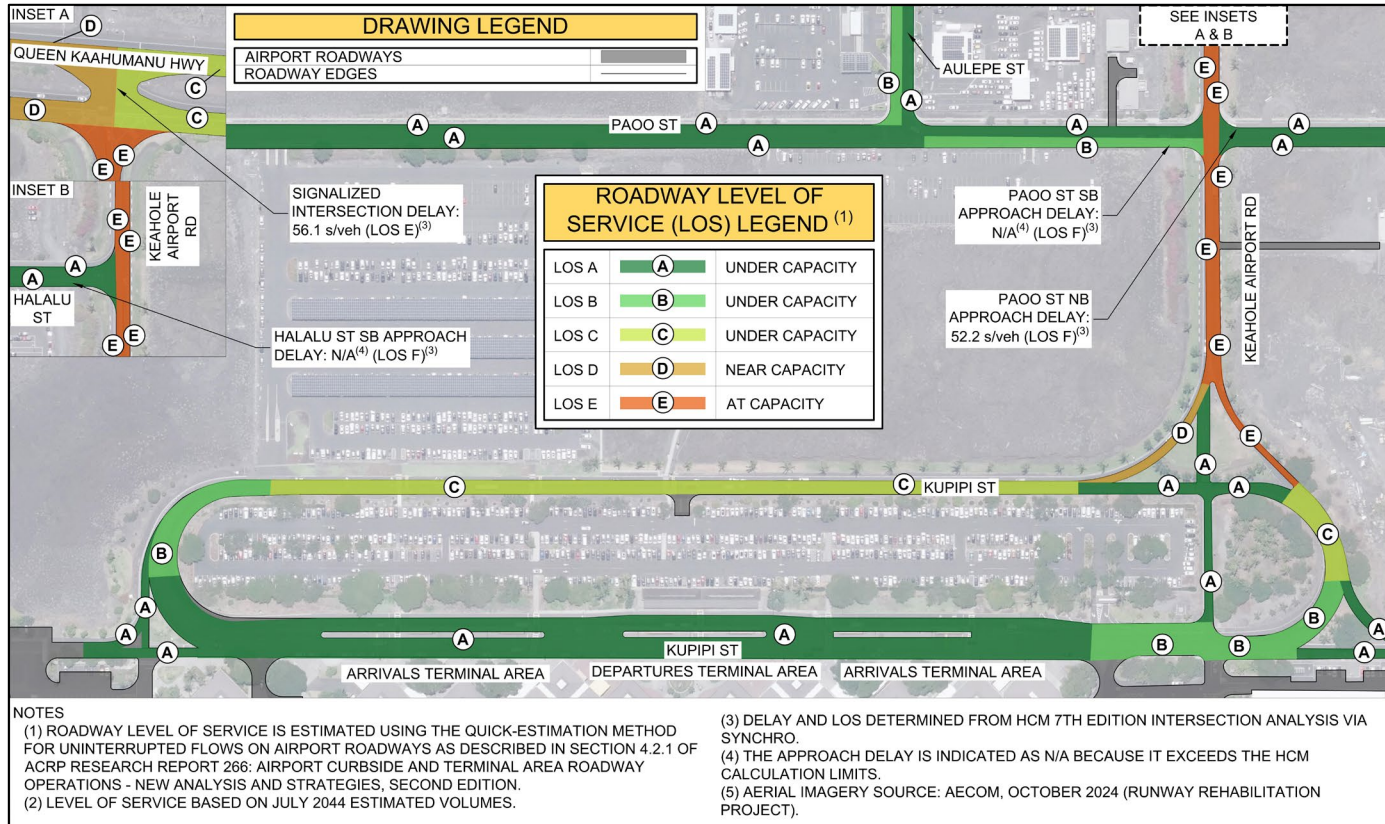 INSET A
D
QUEEN KAAHUMANU HWY
C
D
C
E
E
INSET B
KEAHOLE AIRPORT RD
E
E
A
A
HALALU
ST
E
E
DRAWING LEGEND
AIRPORT ROADWAYS
ROADWAY EDGES
SEE INSETS
A & B
AULEPE ST
B
A
E
E
A
A
PAOO ST
A
A
A
B
A
A
E
E
E
SIGNALIZED
INTERSECTION DELAY:
56.1 s/veh (LOS E)(3)
HALALU ST SB APPROACH
DELAY: N/A(4) (LOS F)(3)
ROADWAY LEVEL OF
SERVICE (LOS) LEGEND (1)
LOS A A UNDER CAPACITY
LOS B B UNDER CAPACITY
LOS C C UNDER CAPACITY
LOS D D NEAR CAPACITY
LOS E E AT CAPACITY
PAOO ST SB
APPROACH DELAY:
N/A(4) (LOS F)(3)
PAOO ST NB
APPROACH DELAY:
52.2 s/veh (LOS F)(3)
KEAHOLE AIRPORT RD
D
E
A
C
C
KUPIPI ST
A
A
C
B
A
A
A
A
A
A
KUPIPI ST
B
B
B
A
A
ARRIVALS TERMINAL AREA
DEPARTURES TERMINAL AREA
ARRIVALS TERMINAL AREA
NOTES
(1) ROADWAY LEVEL OF SERVICE IS ESTIMATED USING THE QUICK-ESTIMATION METHOD
FOR UNINTERRUPTED FLOWS ON AIRPORT ROADWAYS AS DESCRIBED IN SECTION 4.2.1 OF
ACRP RESEARCH REPORT 266: AIRPORT CURBSIDE AND TERMINAL AREA ROADWAY
OPERATIONS - NEW ANALYSIS AND STRATEGIES, SECOND EDITION.
(2) LEVEL OF SERVICE BASED ON JULY 2044 ESTIMATED VOLUMES.
(3) DELAY AND LOS DETERMINED FROM HCM 7TH EDITION INTERSECTION ANALYSIS VIA
SYNCHRO.
(4) THE APPROACH DELAY IS INDICATED AS N/A BECAUSE IT EXCEEDS THE HCM
CALCULATION LIMITS.
(5) AERIAL IMAGERY SOURCE: AECOM, OCTOBER 2024 (RUNWAY REHABILITATION
PROJECT).